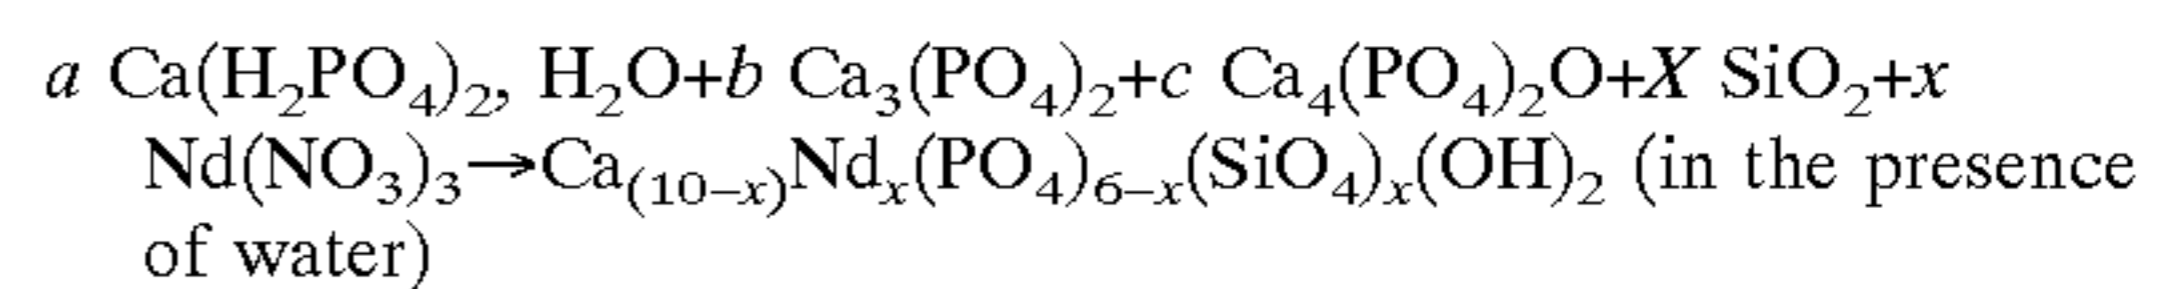 a Ca(H₂PO₄)₂, H₂O+b Ca₃(PO₄)₂+c Ca₄(PO₄)₂O+X SiO₂+x
Nd(NO₃)₃→Ca₍₁₀₋ₓ₎Ndₓ(PO₄)₆₋ₓ(SiO₄)ₓ(OH)₂ (in the presence
of water)